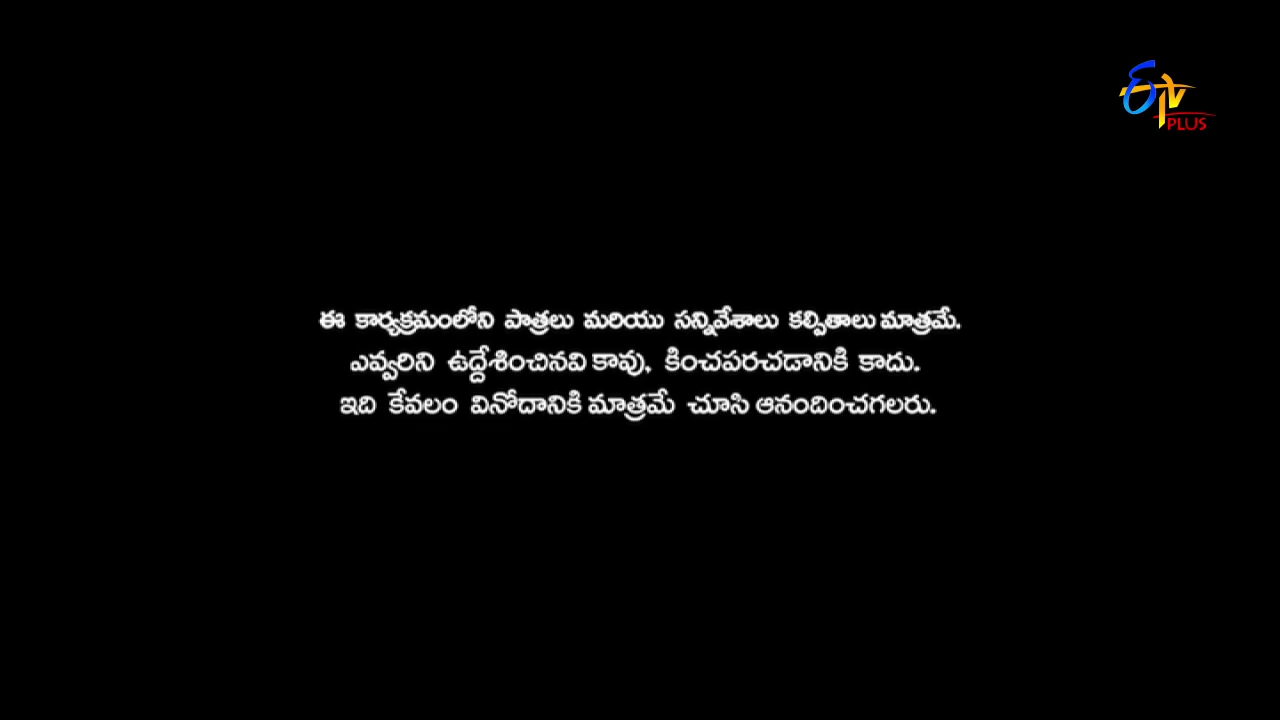 ETV
PLUS
ఈ కార్యక్రమంలోని పాత్రలు మరియు సన్నివేశాలు కల్పితాలు మాత్రమే.
ఎవ్వరిని ఉద్దేశించినవి కావు, కించపరచడానికి కాదు.
ఇది కేవలం వినోదానికి మాత్రమే చూసి ఆనందించగలరు.